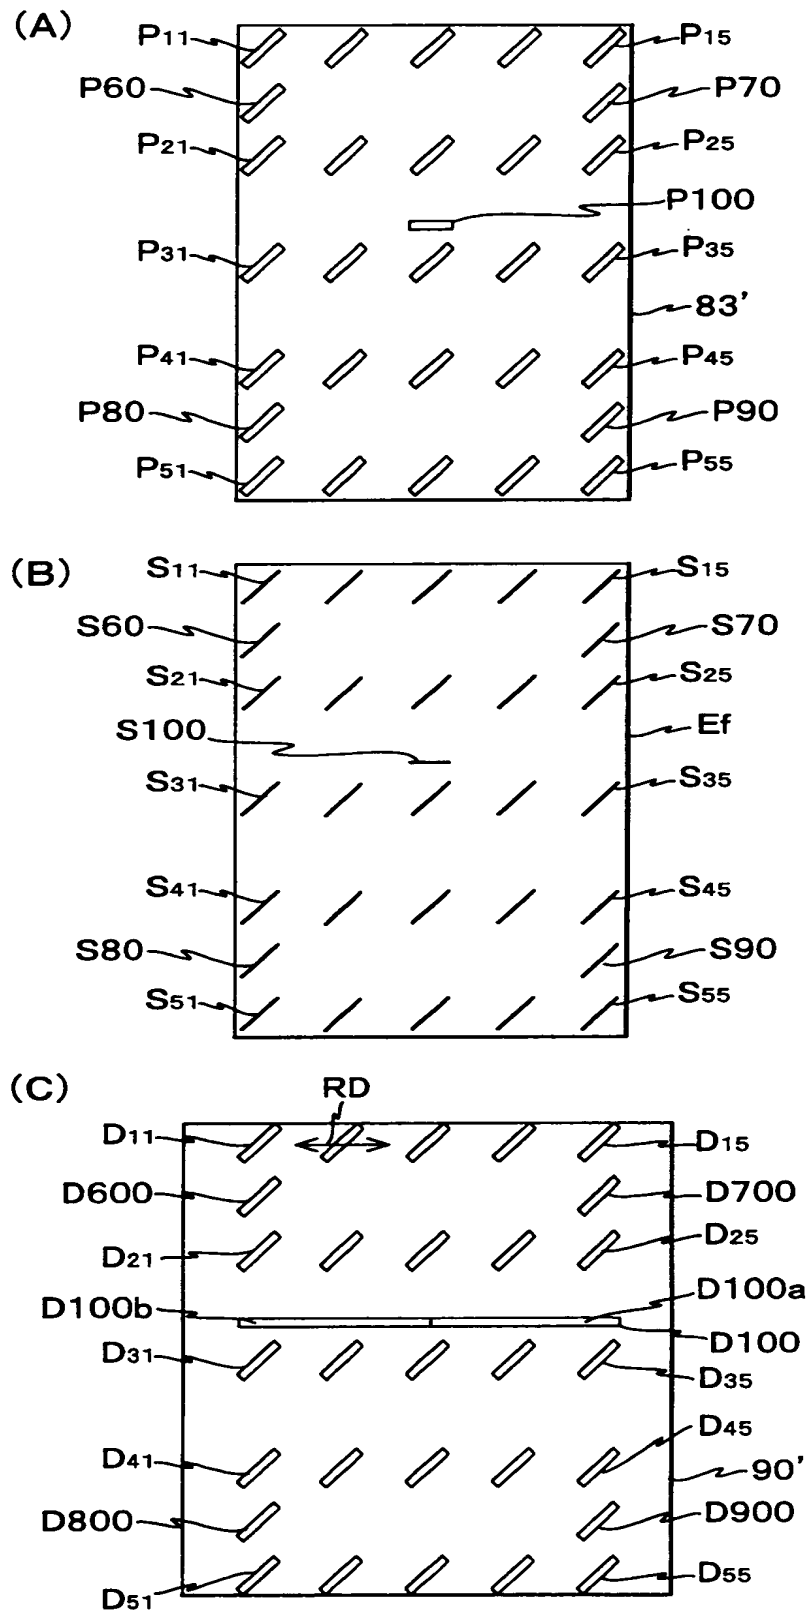 (A)
P11 P15
P60 P70
P21 P25
P100
P31 P35
83'
P41 P45
P80 P90
P51 P55
(B)
S11 S15
S60 S70
S21 S25
S100 Ef
S31 S35
S41 S45
S80 S90
S51 S55
(C)
RD
D11 D15
D600 D700
D21 D25
D100b D100a
D100
D31 D35
D41 D45
90'
D800 D900
D51 D55